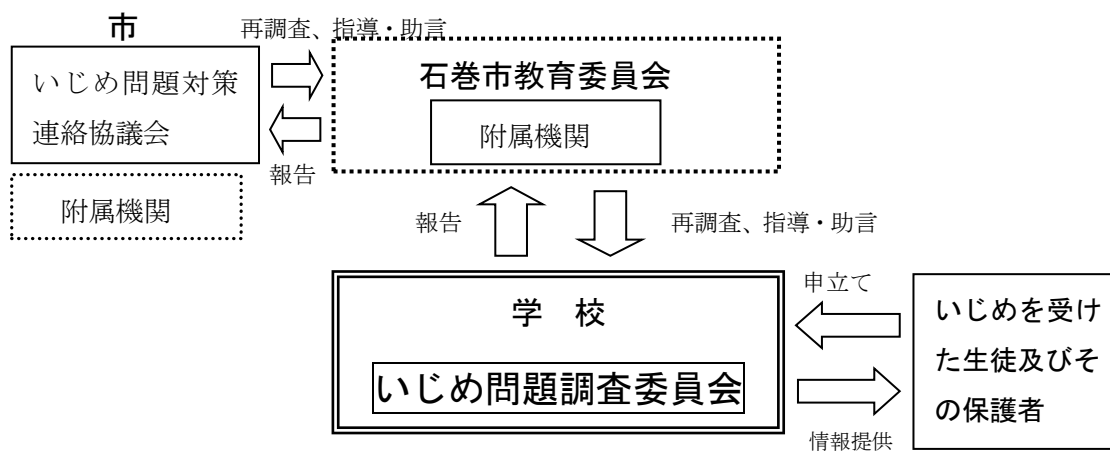 市
再調査、指導・助言
いじめ問題対策
連絡協議会
石巻市教育委員会
附属機関
報告
附属機関
報告
再調査、指導・助言
学　校
いじめ問題調査委員会
申立て
情報提供
いじめを受け
た生徒及びそ
の保護者